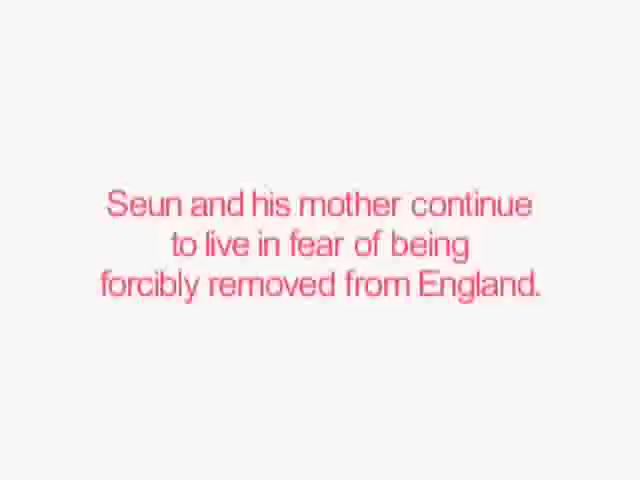 Seun and his mother continue
to live in fear of being
forcibly removed from England.